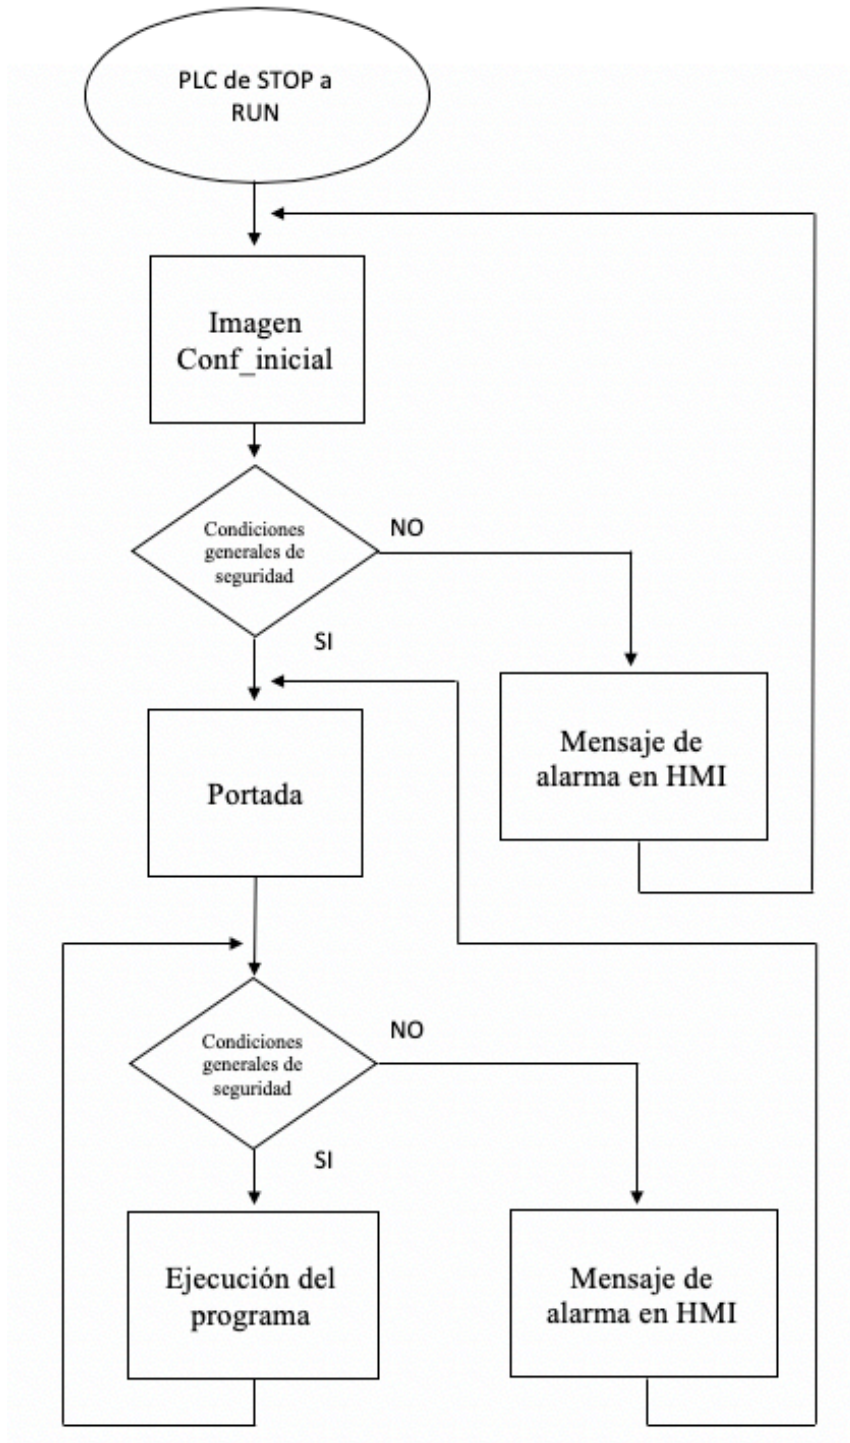 PLC de STOP a
RUN
Imagen
Conf_inicial
Condiciones
generales de
seguridad
NO
SI
Mensaje de
alarma en HMI
Portada
Condiciones
generales de
seguridad
NO
SI
Ejecución del
programa
Mensaje de
alarma en HMI